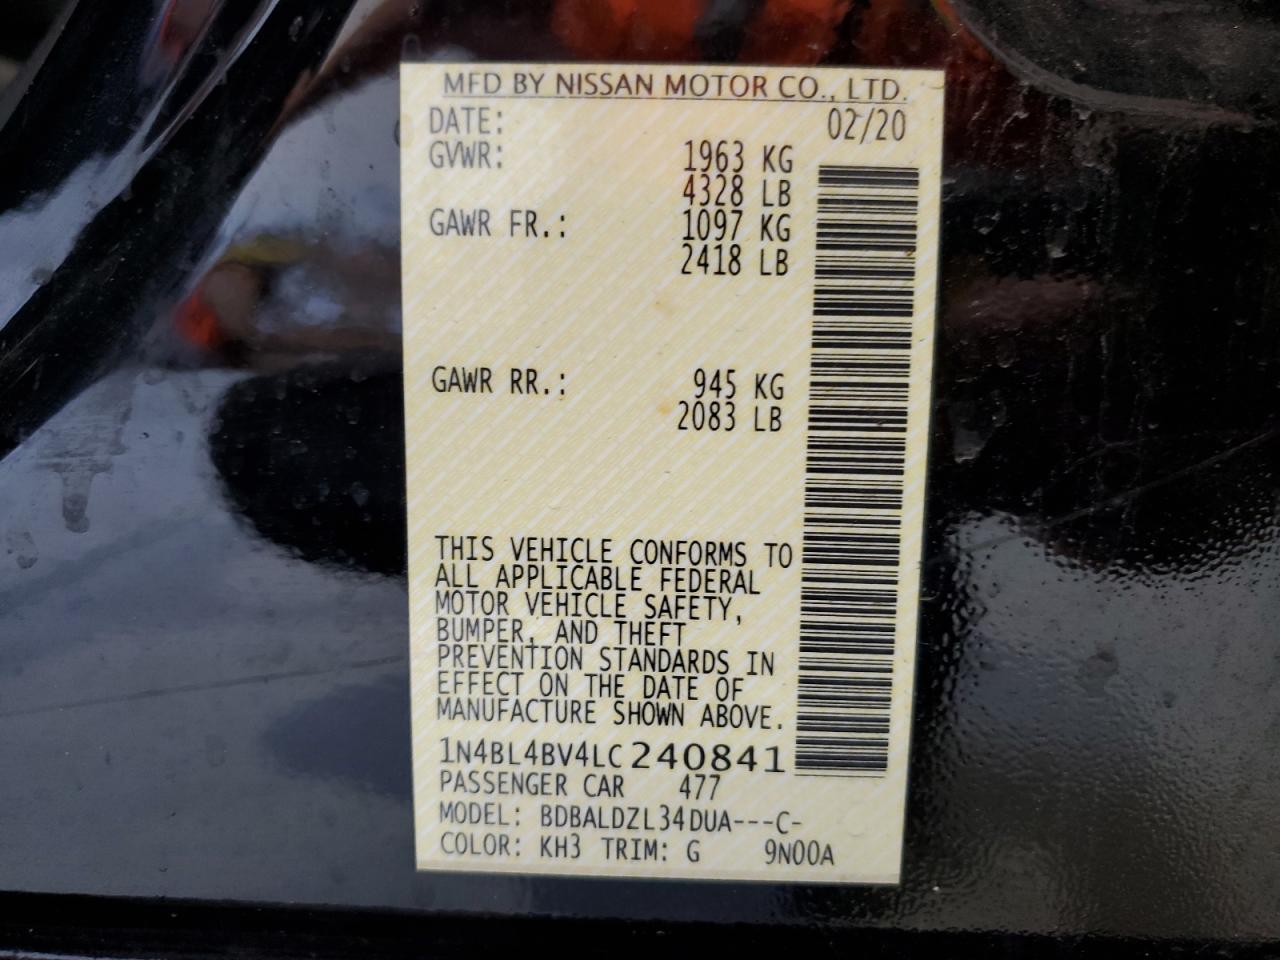 MFD BY NISSAN MOTOR CO., LTD.
DATE: 02/20
GVWR: 1963 KG
4328 LB
GAWR FR.: 1097 KG
2418 LB
GAWR RR.: 945 KG
2083 LB
THIS VEHICLE CONFORMS TO
ALL APPLICABLE FEDERAL
MOTOR VEHICLE SAFETY,
BUMPER, AND THEFT
PREVENTION STANDARDS IN
EFFECT ON THE DATE OF
MANUFACTURE SHOWN ABOVE.
1N4BL4BV4LC240841
PASSENGER CAR 477
MODEL: BDBALDZL34DUA---C-
COLOR: KH3 TRIM: G 9N00A